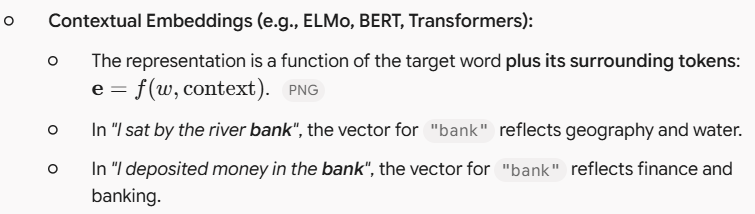 Contextual Embeddings (e.g., ELMo, BERT, Transformers):
The representation is a function of the target word plus its surrounding tokens:
e = f(w, context). PNG
In "I sat by the river bank", the vector for "bank" reflects geography and water.
In "I deposited money in the bank", the vector for "bank" reflects finance and
banking.